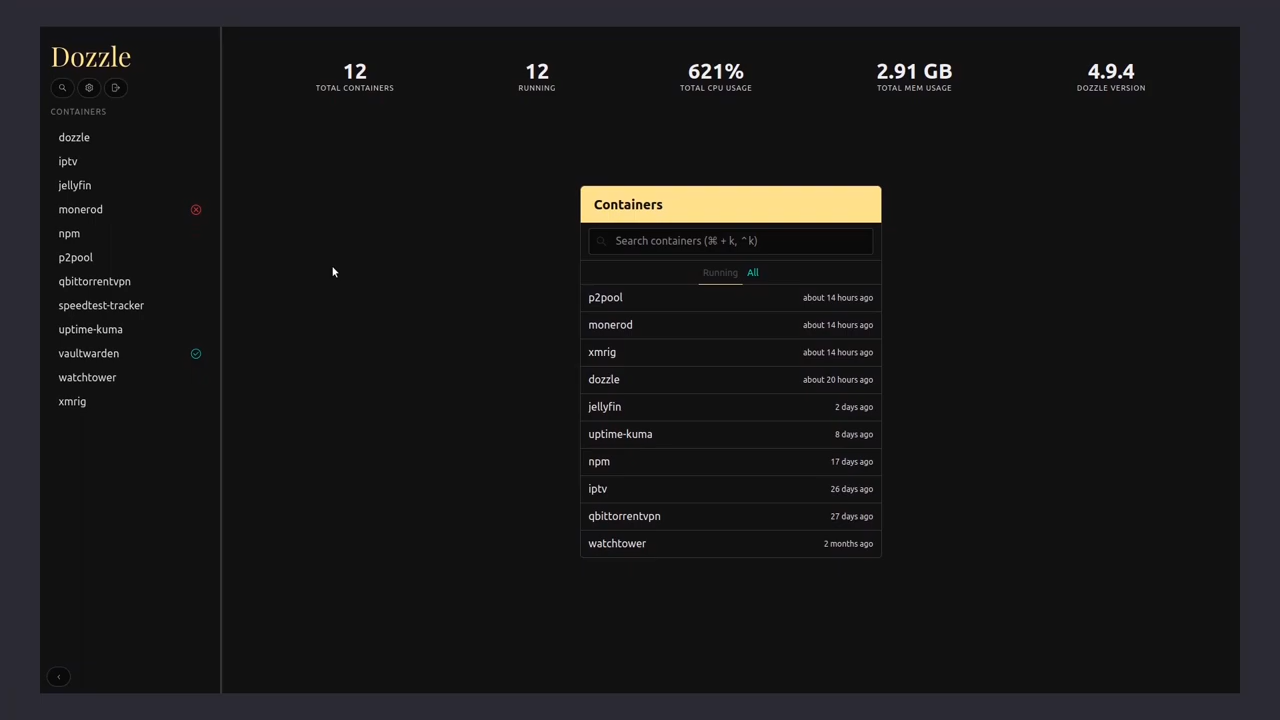 Dozzle
CONTAINERS
dozzle
iptv
jellyfin
monerod
npm
p2pool
qbittorrentvpn
speedtest-tracker
uptime-kuma
vaultwarden
watchtower
xmrig
12 12 621% 2.91 GB 4.9.4
TOTAL CONTAINERS RUNNING TOTAL CPU USAGE TOTAL MEM USAGE DOZZLE VERSION
Containers
Search containers (⌘ + k, ⌃k)
Running All
p2pool about 14 hours ago
monerod about 14 hours ago
xmrig about 14 hours ago
dozzle about 20 hours ago
jellyfin 2 days ago
uptime-kuma 8 days ago
npm 17 days ago
iptv 26 days ago
qbittorrentvpn 27 days ago
watchtower 2 months ago